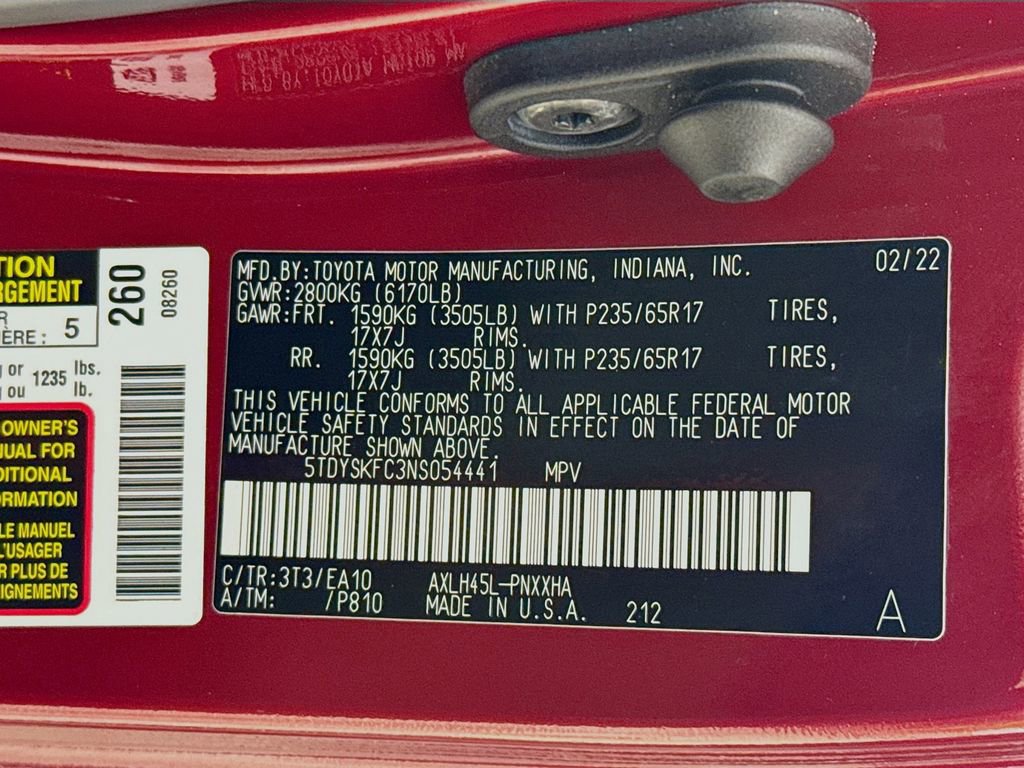 TION
RGEMENT
R
ÈRE: 5
or 1235 lbs.
ou lb.
OWNER'S
UAL FOR
DITIONAL
ORMATION
LE MANUEL
L'USAGER
R PLUS DE
IGNEMENTS
260
08260
MFD.BY:TOYOTA MOTOR MANUFACTURING, INDIANA, INC. 02/22
GVWR:2800KG (6170LB)
GAWR:FRT. 1590KG (3505LB) WITH P235/65R17 TIRES,
17X7J RIMS.
RR. 1590KG (3505LB) WITH P235/65R17 TIRES,
17X7J RIMS.
THIS VEHICLE CONFORMS TO ALL APPLICABLE FEDERAL MOTOR
VEHICLE SAFETY STANDARDS IN EFFECT ON THE DATE OF
MANUFACTURE SHOWN ABOVE.
5TDYSKFC3NS054441 MPV
C/TR:3T3/EA10 AXLH45L-PNXXHA
A/TM: /P810 MADE IN U.S.A. 212 A